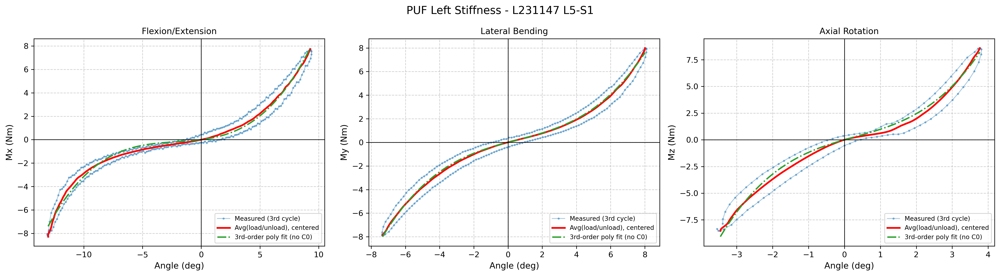 PUF Left Stiffness - L231147 L5-S1
Flexion/Extension
Mx (Nm)
8
6
4
2
0
−2
−4
−6
−8
−10
−5
0
5
10
Angle (deg)
Measured (3rd cycle)
Avg(load/unload), centered
3rd-order poly fit (no C0)
Lateral Bending
My (Nm)
8
6
4
2
0
−2
−4
−6
−8
−8
−6
−4
−2
0
2
4
6
8
Angle (deg)
Measured (3rd cycle)
Avg(load/unload), centered
3rd-order poly fit (no C0)
Axial Rotation
Mz (Nm)
7.5
5.0
2.5
0.0
−2.5
−5.0
−7.5
−3
−2
−1
0
1
2
3
4
Angle (deg)
Measured (3rd cycle)
Avg(load/unload), centered
3rd-order poly fit (no C0)